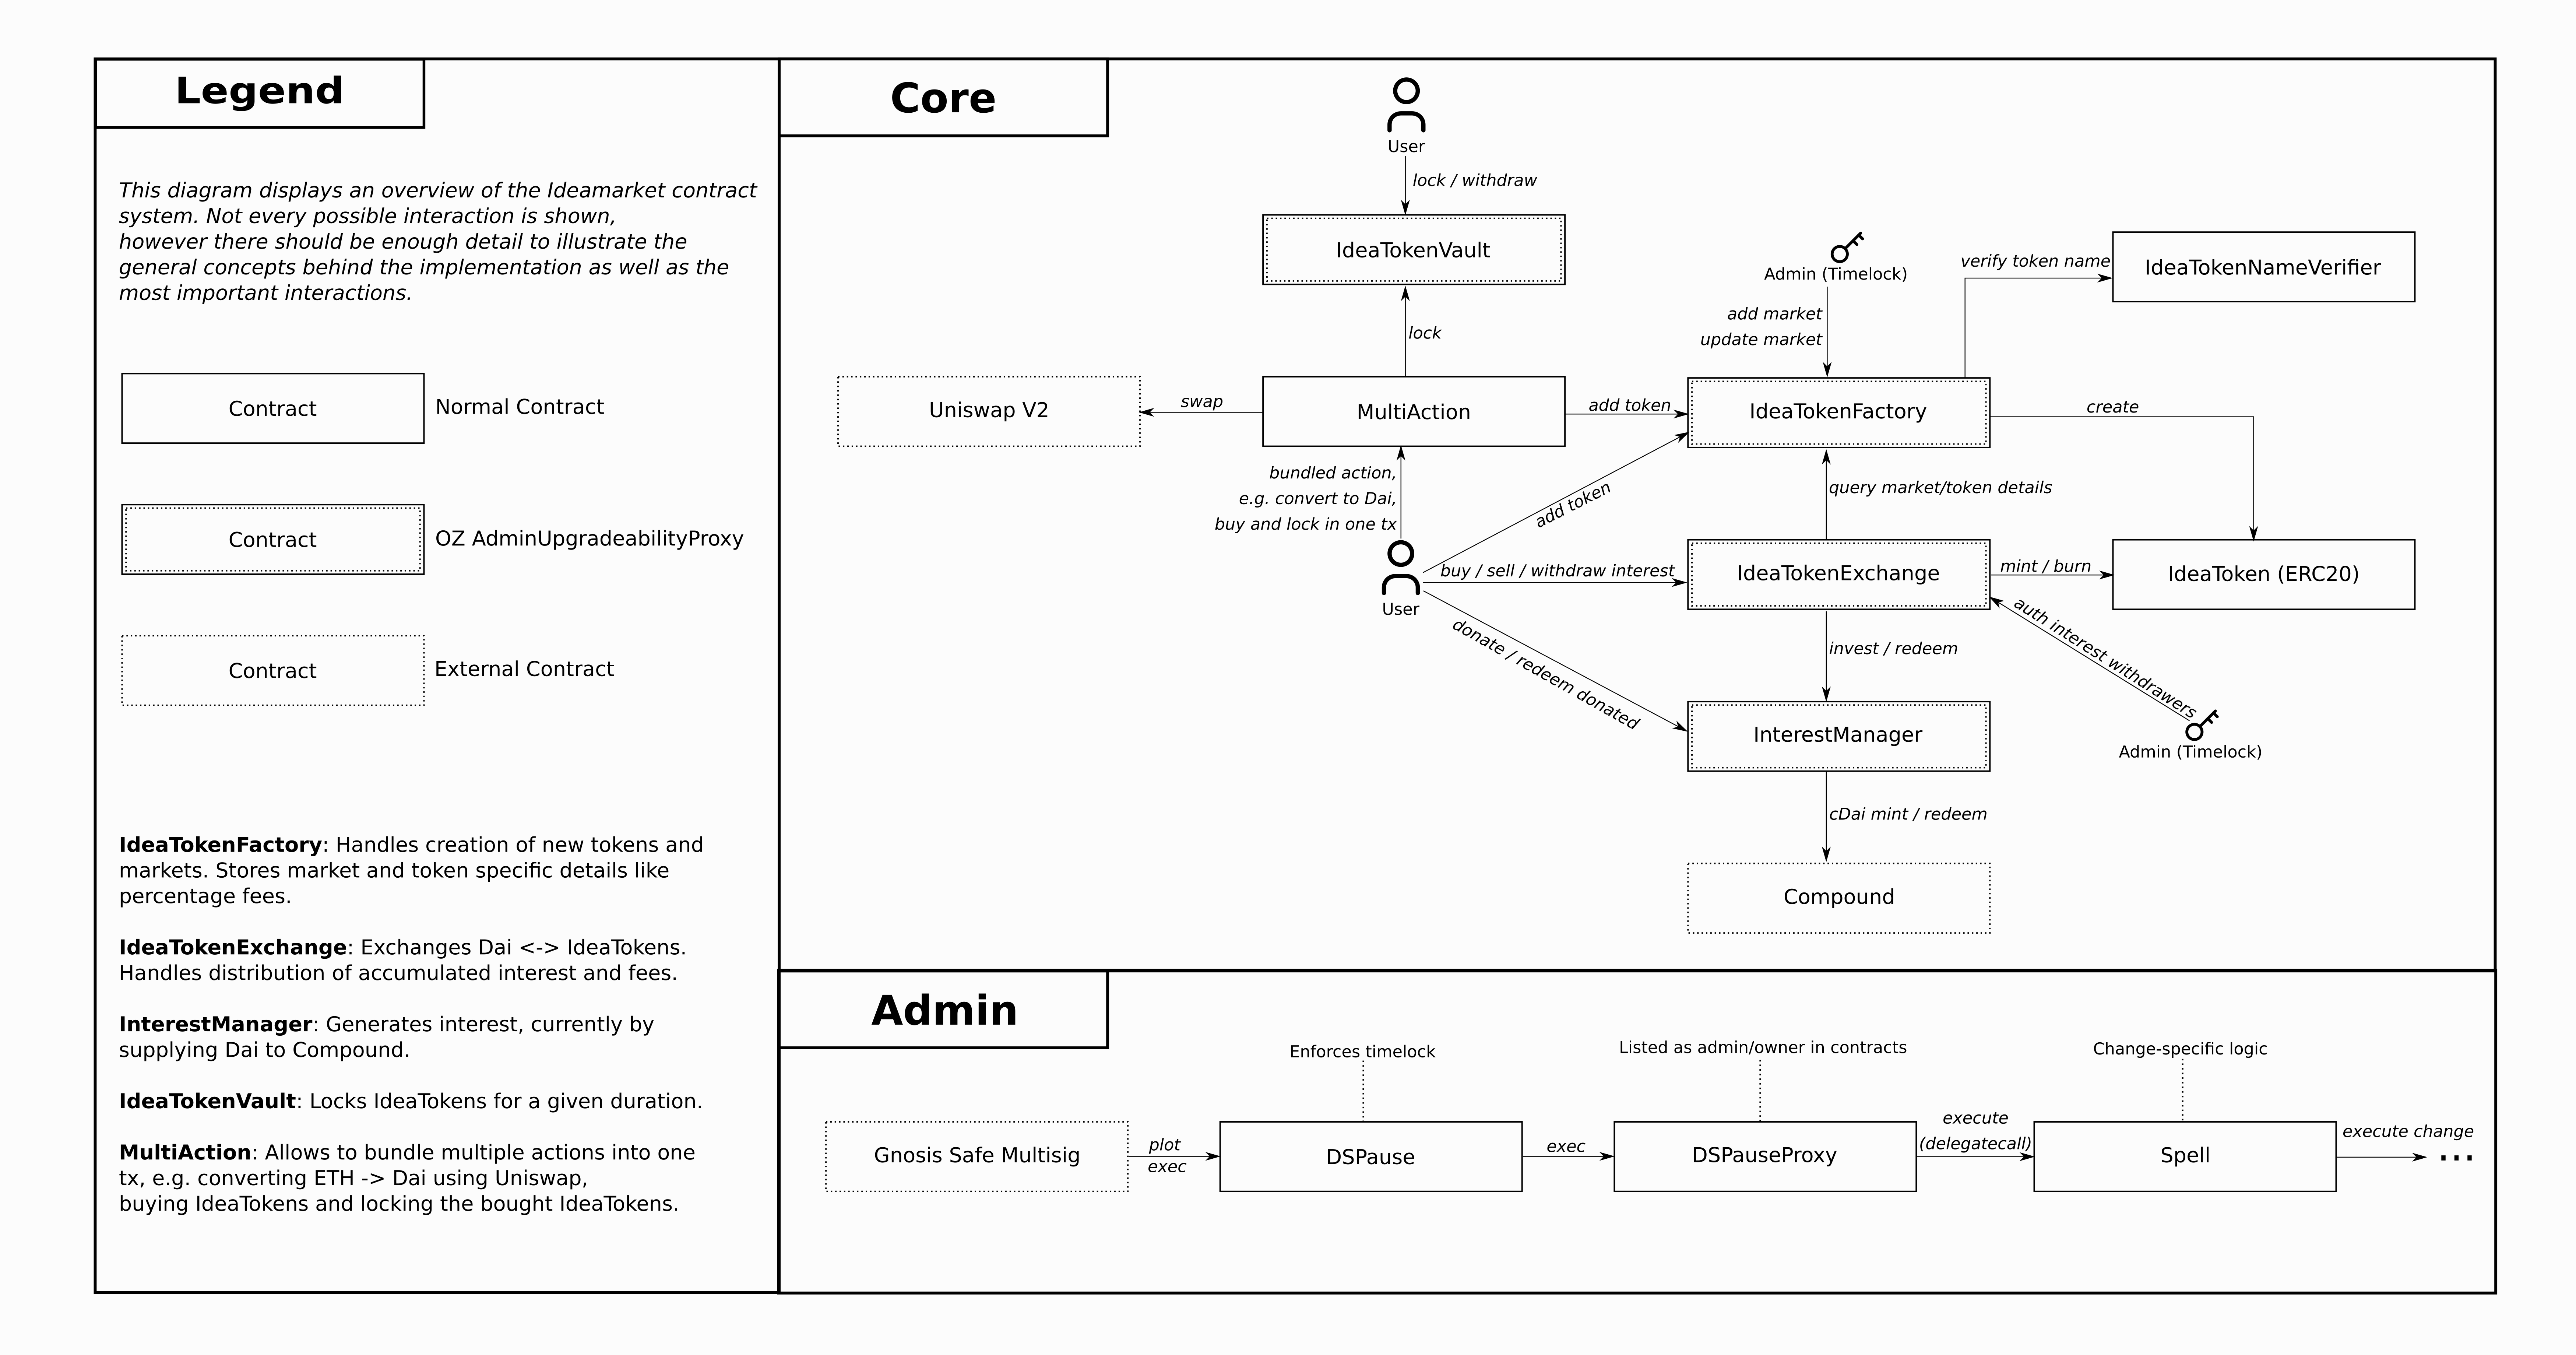 Legend
This diagram displays an overview of the Ideamarket contract
system. Not every possible interaction is shown,
however there should be enough detail to illustrate the
general concepts behind the implementation as well as the
most important interactions.
Contract
Normal Contract
Contract
OZ AdminUpgradeabilityProxy
Contract
External Contract
IdeaTokenFactory: Handles creation of new tokens and
markets. Stores market and token specific details like
percentage fees.
IdeaTokenExchange: Exchanges Dai <-> IdeaTokens.
Handles distribution of accumulated interest and fees.
InterestManager: Generates interest, currently by
supplying Dai to Compound.
IdeaTokenVault: Locks IdeaTokens for a given duration.
MultiAction: Allows to bundle multiple actions into one
tx, e.g. converting ETH -> Dai using Uniswap,
buying IdeaTokens and locking the bought IdeaTokens.
Core
User
lock / withdraw
IdeaTokenVault
lock
Admin (Timelock)
add market
update market
verify token name
IdeaTokenNameVerifier
Uniswap V2
swap
MultiAction
add token
IdeaTokenFactory
create
bundled action,
e.g. convert to Dai,
buy and lock in one tx
add token
query market/token details
User
buy / sell / withdraw interest
IdeaTokenExchange
mint / burn
IdeaToken (ERC20)
donate / redeem donated
invest / redeem
auth interest withdrawers
InterestManager
Admin (Timelock)
cDai mint / redeem
Compound
Admin
Enforces timelock
Listed as admin/owner in contracts
Change-specific logic
Gnosis Safe Multisig
plot
exec
DSPause
exec
DSPauseProxy
execute
(delegatecall)
Spell
execute change
...